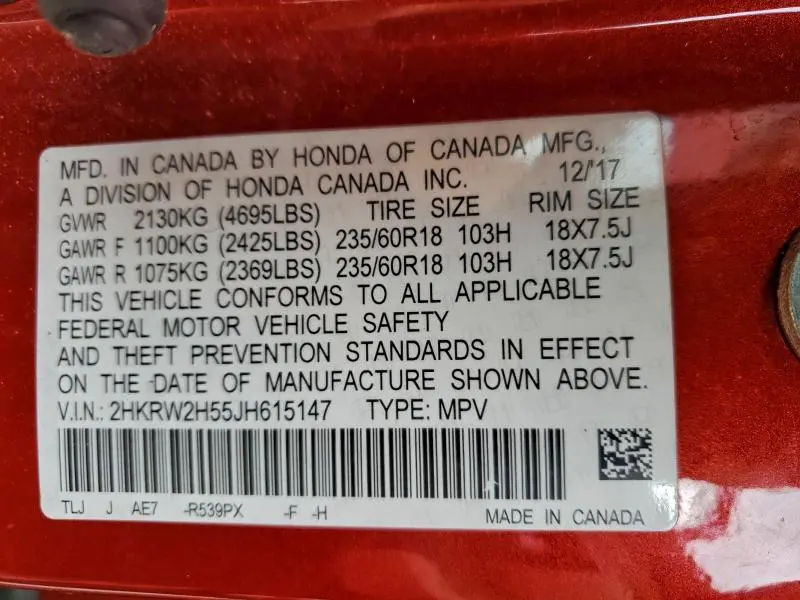 MFD. IN CANADA BY HONDA OF CANADA MFG.,
A DIVISION OF HONDA CANADA INC. 12/'17
GVWR 2130KG (4695LBS) TIRE SIZE RIM SIZE
GAWR F 1100KG (2425LBS) 235/60R18 103H 18X7.5J
GAWR R 1075KG (2369LBS) 235/60R18 103H 18X7.5J
THIS VEHICLE CONFORMS TO ALL APPLICABLE
FEDERAL MOTOR VEHICLE SAFETY
AND THEFT PREVENTION STANDARDS IN EFFECT
ON THE DATE OF MANUFACTURE SHOWN ABOVE.
V.I.N.: 2HKRW2H55JH615147 TYPE: MPV
TLJ J AE7 -R539PX -F -H MADE IN CANADA